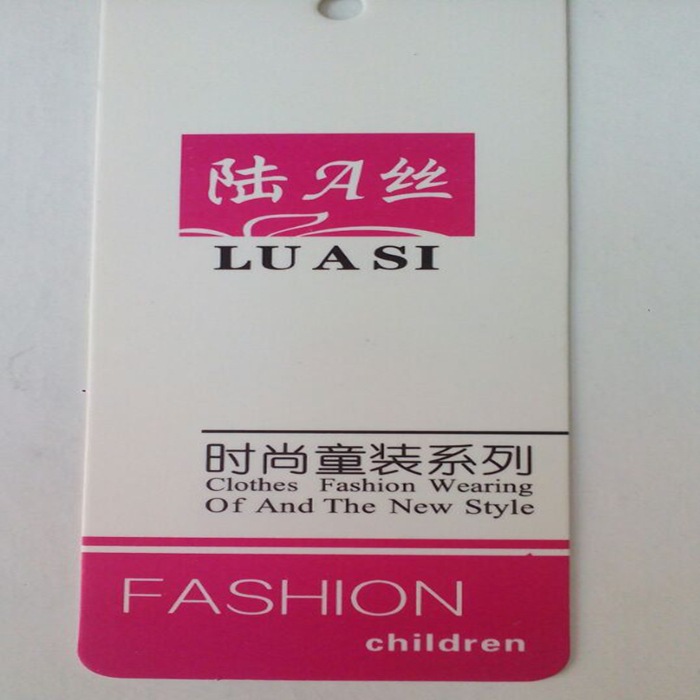 陆A丝
LUASI
时尚童装系列
Clothes Fashion Wearing
Of And The New Style
FASHION
children